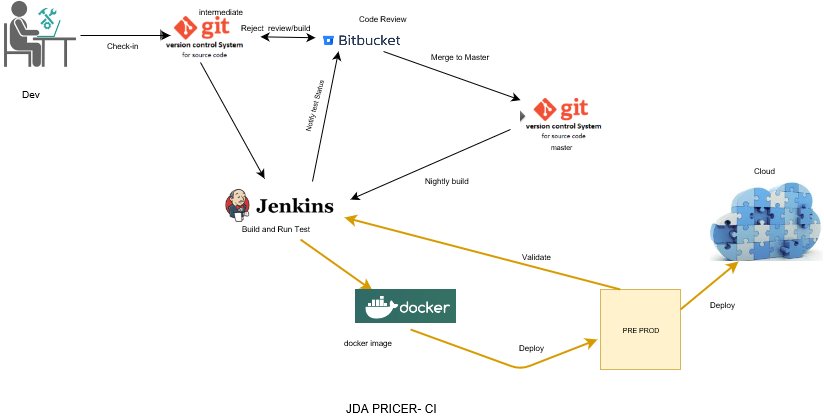 intermediate
git
version control System
for source code
Check-in
Dev
Reject review/build
Code Review
Bitbucket
Merge to Master
git
version control System
for source code
master
Notify test Status
Nightly build
Jenkins
Build and Run Test
Cloud
Validate
docker
docker image
Deploy
PRE PROD
Deploy
JDA PRICER- CI